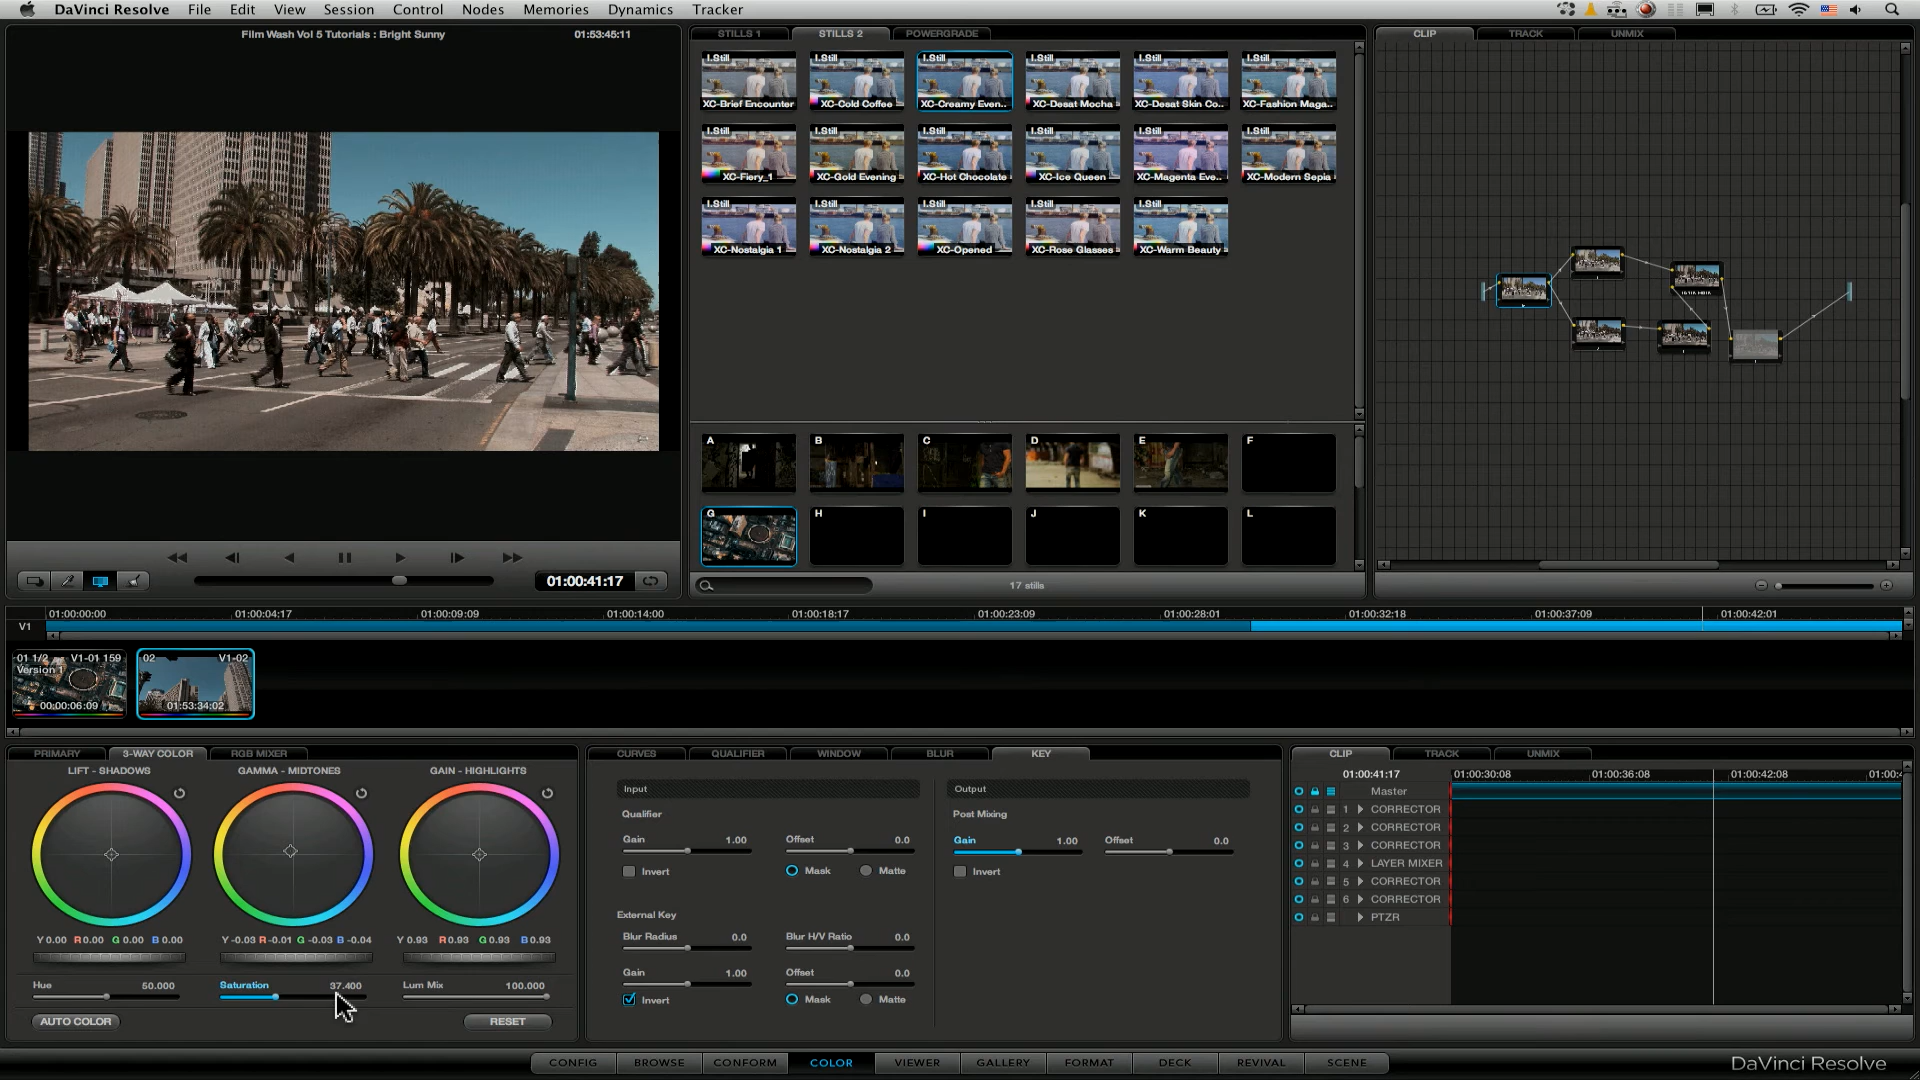 DaVinci Resolve File Edit View Session Control Nodes Memories Dynamics Tracker
Film Wash Vol 5 Tutorials : Bright Sunny 01:53:45:11
STILLS 1 STILLS 2 POWERGRADE
CLIP TRACK UNMIX
I.Still I.Still I.Still I.Still I.Still I.Still
XC-Brief Encounter XC-Cold Coffee XC-Creamy Even.. XC-Desat Mocha XC-Desat Skin Co.. XC-Fashion Maga..
I.Still I.Still I.Still I.Still I.Still I.Still
XC-Fiery_1 XC-Gold Evening XC-Hot Chocolate XC-Ice Queen XC-Magenta Eve.. XC-Modern Sepia
I.Still I.Still I.Still I.Still I.Still
XC-Nostalgia 1 XC-Nostalgia 2 XC-Opened XC-Rose Glasses XC-Warm Beauty
A B C D E F
G H I J K L
01:00:41:17
17 stills
01:00:00:00 01:00:04:17 01:00:09:09 01:00:14:00 01:00:18:17 01:00:23:09 01:00:28:01 01:00:32:18 01:00:37:09 01:00:42:01
V1
01 1/2 V1-01 159
Version 1
00:00:06:09
02 V1-02
01:53:34:02
PRIMARY 3-WAY COLOR RGB MIXER
LIFT - SHADOWS GAMMA - MIDTONES GAIN - HIGHLIGHTS
Y 0.00 R 0.00 G 0.00 B 0.00 Y -0.03 R -0.01 G -0.03 B -0.04 Y 0.93 R 0.93 G 0.93 B 0.93
Hue 50.000 Saturation 37.400 Lum Mix 100.000
AUTO COLOR RESET
CURVES QUALIFIER WINDOW BLUR KEY
Input Output
Qualifier Post Mixing
Gain 1.00 Offset 0.0 Gain 1.00 Offset 0.0
Invert Mask Matte Invert
External Key
Blur Radius 0.0 Blur H/V Ratio 0.0
Gain 1.00 Offset 0.0
Invert Mask Matte
CLIP TRACK UNMIX
01:00:41:17 01:00:30:08 01:00:36:08 01:00:42:08
Master
1 CORRECTOR
2 CORRECTOR
3 CORRECTOR
4 LAYER MIXER
5 CORRECTOR
6 CORRECTOR
PTZR
CONFIG BROWSE CONFORM COLOR VIEWER GALLERY FORMAT DECK REVIVAL SCENE
DaVinci Resolve